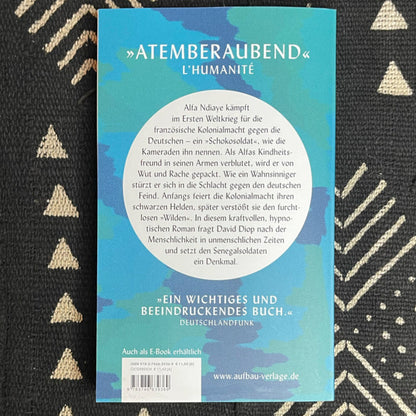 »ATEMBERAUBEND«
L'HUMANITÉ
Alfa Ndiaye kämpft
im Ersten Weltkrieg für die
französische Kolonialmacht gegen die
Deutschen – ein »Schokosoldat«, wie die
Kameraden ihn nennen. Als Alfas Kindheits-
freund in seinen Armen verblutet, wird er von
Wut und Rache gepackt. Wie ein Wahnsinniger
stürzt er sich in die Schlacht gegen den deutschen
Feind. Anfangs feiert die Kolonialmacht ihren
schwarzen Helden, später verstößt sie den furcht-
losen »Wilden«. In diesem kraftvollen, hypno-
tischen Roman fragt David Diop nach der
Menschlichkeit in unmenschlichen Zeiten
und setzt den Senegalsoldaten
ein Denkmal.
»EIN WICHTIGES UND
BEEINDRUCKENDES BUCH.«
DEUTSCHLANDFUNK
Auch als E-Book erhältlich
www.aufbau-verlage.de